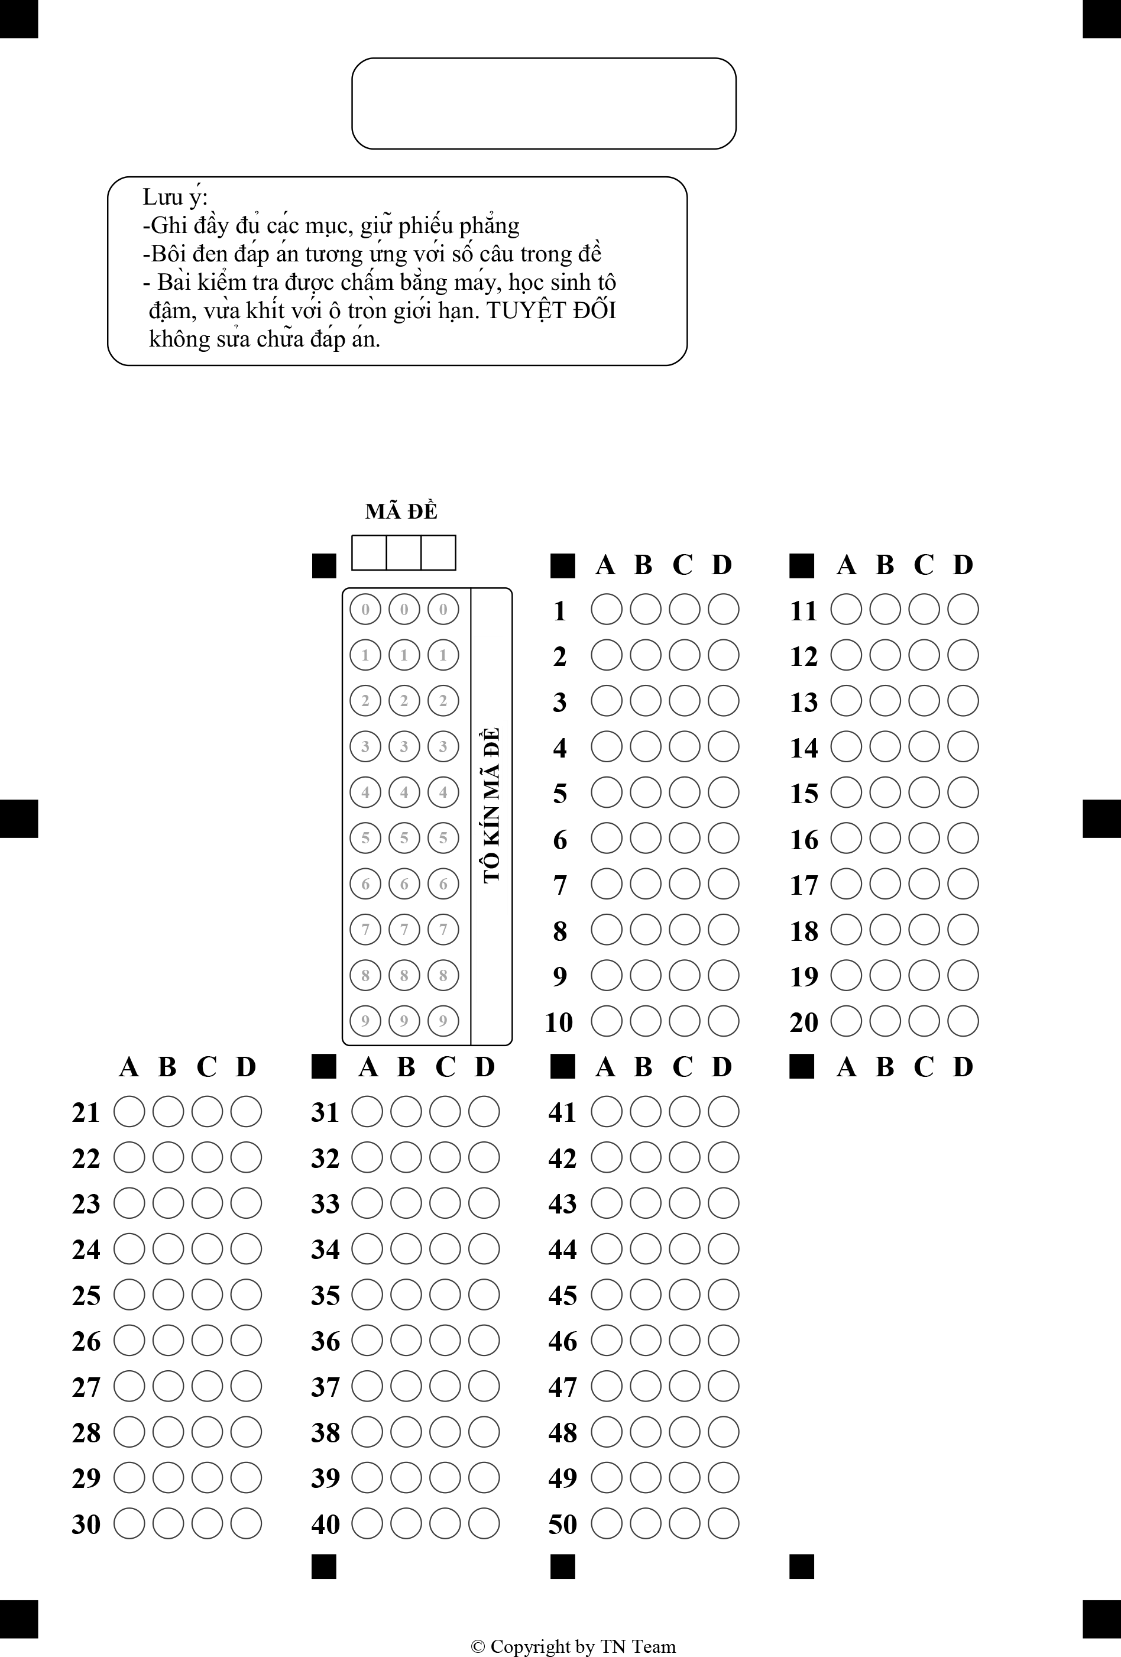 Lưu ý:
-Ghi đầy đủ các mục, giữ phiếu phẳng
-Bôi đen đáp án tương ứng với số câu trong đề
- Bài kiểm tra được chấm bằng máy, học sinh tô
đậm, vừa khít với ô tròn giới hạn. TUYỆT ĐỐI
không sửa chữa đáp án.
MÃ ĐỀ
0 0 0
1 1 1
2 2 2
3 3 3
4 4 4
5 5 5
6 6 6
7 7 7
8 8 8
9 9 9
TÔ KÍN MÃ ĐỀ
A B C D
1
2
3
4
5
6
7
8
9
10
A B C D
11
12
13
14
15
16
17
18
19
20
A B C D
21
22
23
24
25
26
27
28
29
30
A B C D
31
32
33
34
35
36
37
38
39
40
A B C D
41
42
43
44
45
46
47
48
49
50
A B C D
© Copyright by TN Team